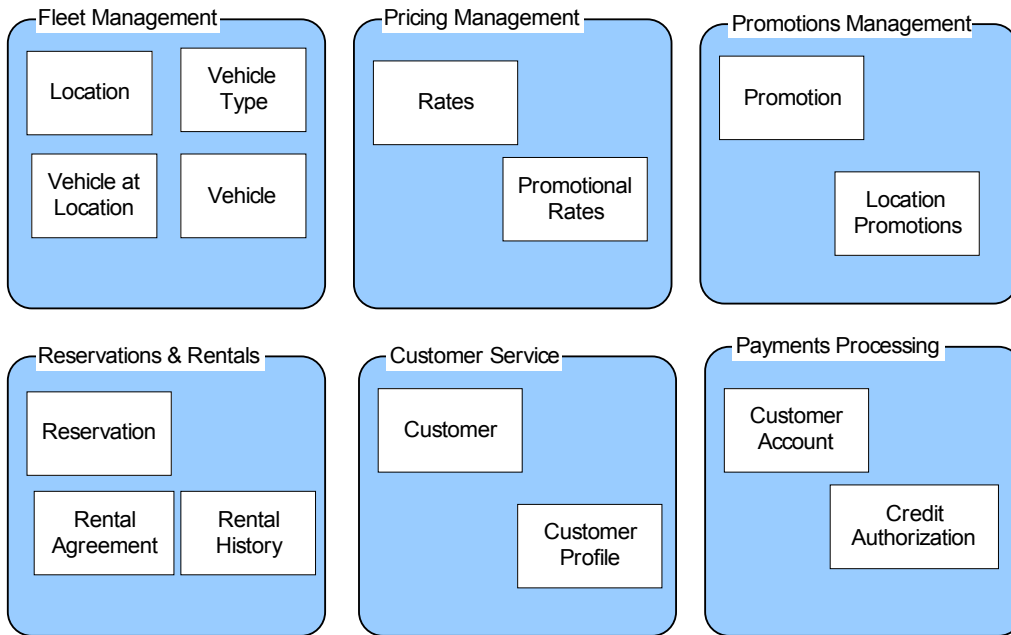 Fleet Management
Location
Vehicle
Type
Vehicle at
Location
Vehicle
Pricing Management
Rates
Promotional
Rates
Promotions Management
Promotion
Location
Promotions
Reservations & Rentals
Reservation
Rental
Agreement
Rental
History
Customer Service
Customer
Customer
Profile
Payments Processing
Customer
Account
Credit
Authorization